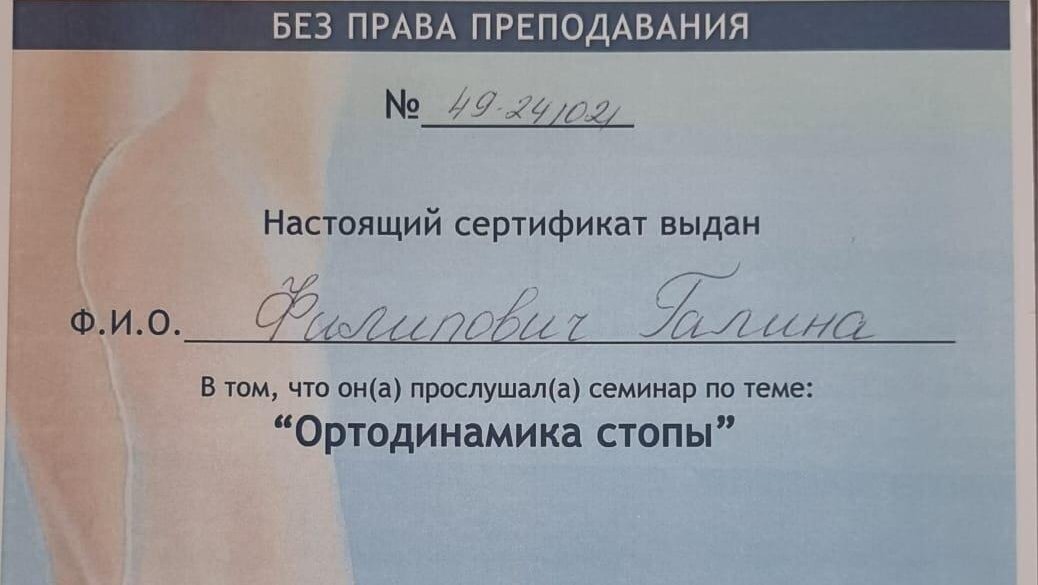 БЕЗ ПРАВА ПРЕПОДАВАНИЯ
№ 49-24/02/
Настоящий сертификат выдан
Ф.И.О. Филипович Галина
В том, что он(а) прослушал(а) семинар по теме:
“Ортодинамика стопы”